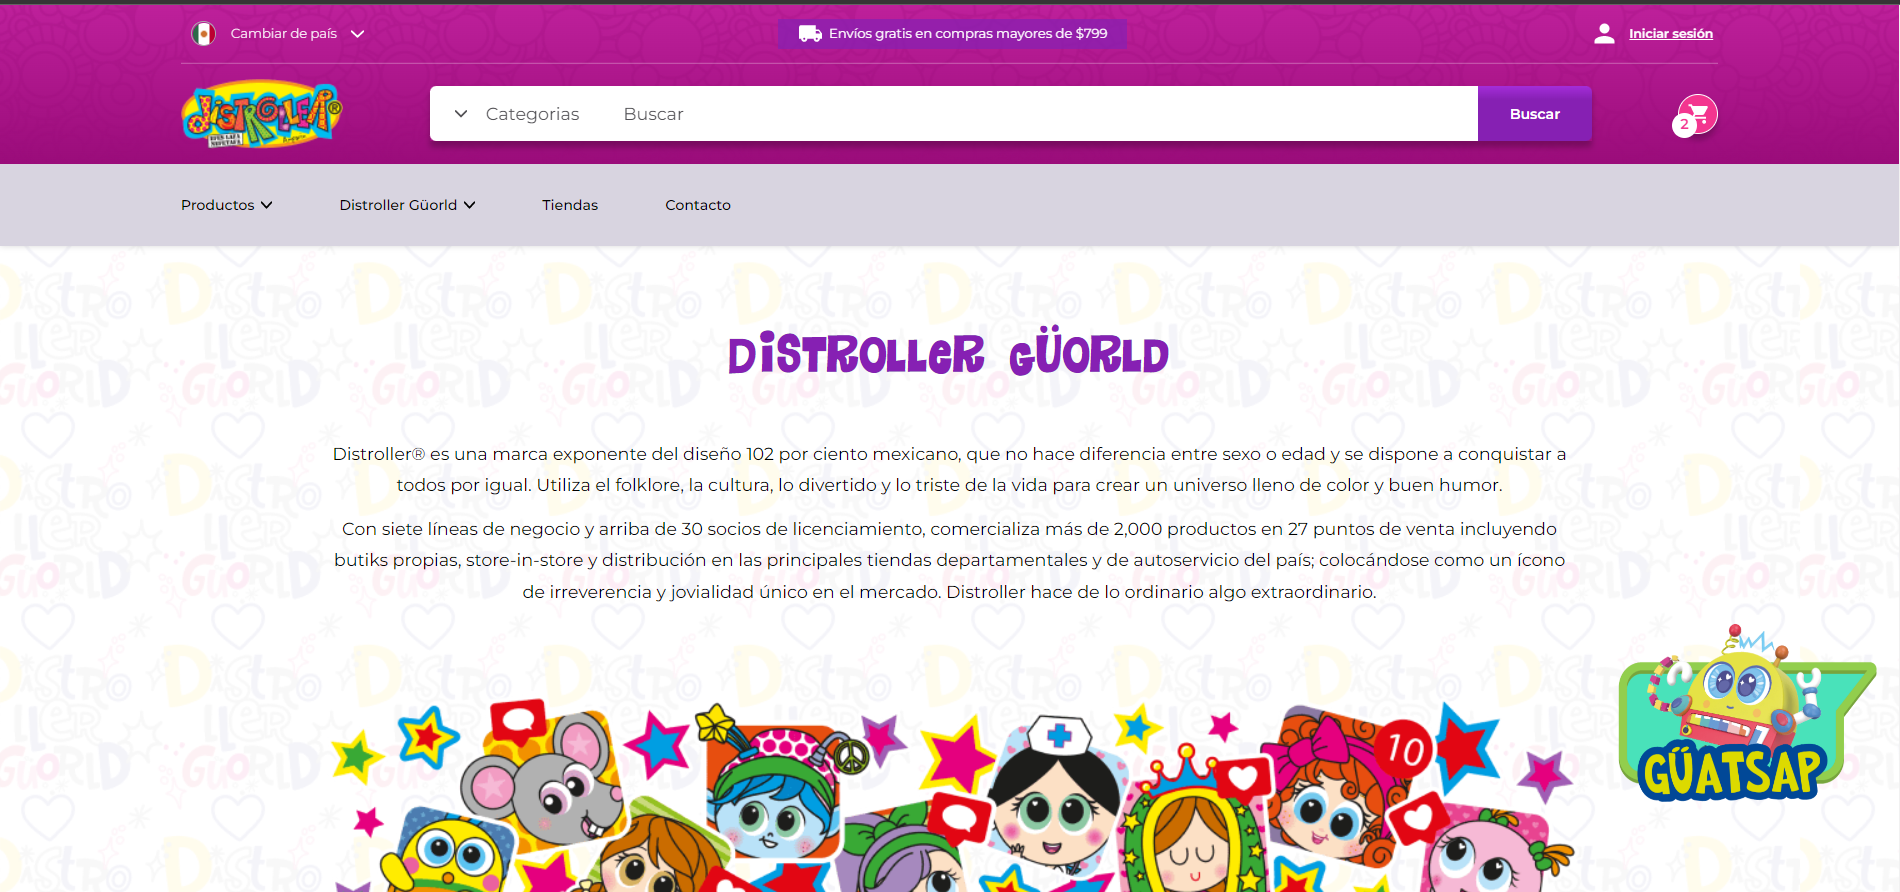 Cambiar de país
Envíos gratis en compras mayores de $799
Iniciar sesión
DiSTROLLER®
Categorias
Buscar
Buscar
2
Productos
Distroller Güorld
Tiendas
Contacto
DiSTROLLeR GÜORLD
Distroller® es una marca exponente del diseño 102 por ciento mexicano, que no hace diferencia entre sexo o edad y se dispone a conquistar a
todos por igual. Utiliza el folklore, la cultura, lo divertido y lo triste de la vida para crear un universo lleno de color y buen humor.
Con siete líneas de negocio y arriba de 30 socios de licenciamiento, comercializa más de 2,000 productos en 27 puntos de venta incluyendo
butiks propias, store-in-store y distribución en las principales tiendas departamentales y de autoservicio del país; colocándose como un ícono
de irreverencia y jovialidad único en el mercado. Distroller hace de lo ordinario algo extraordinario.
10
GÜATSAP